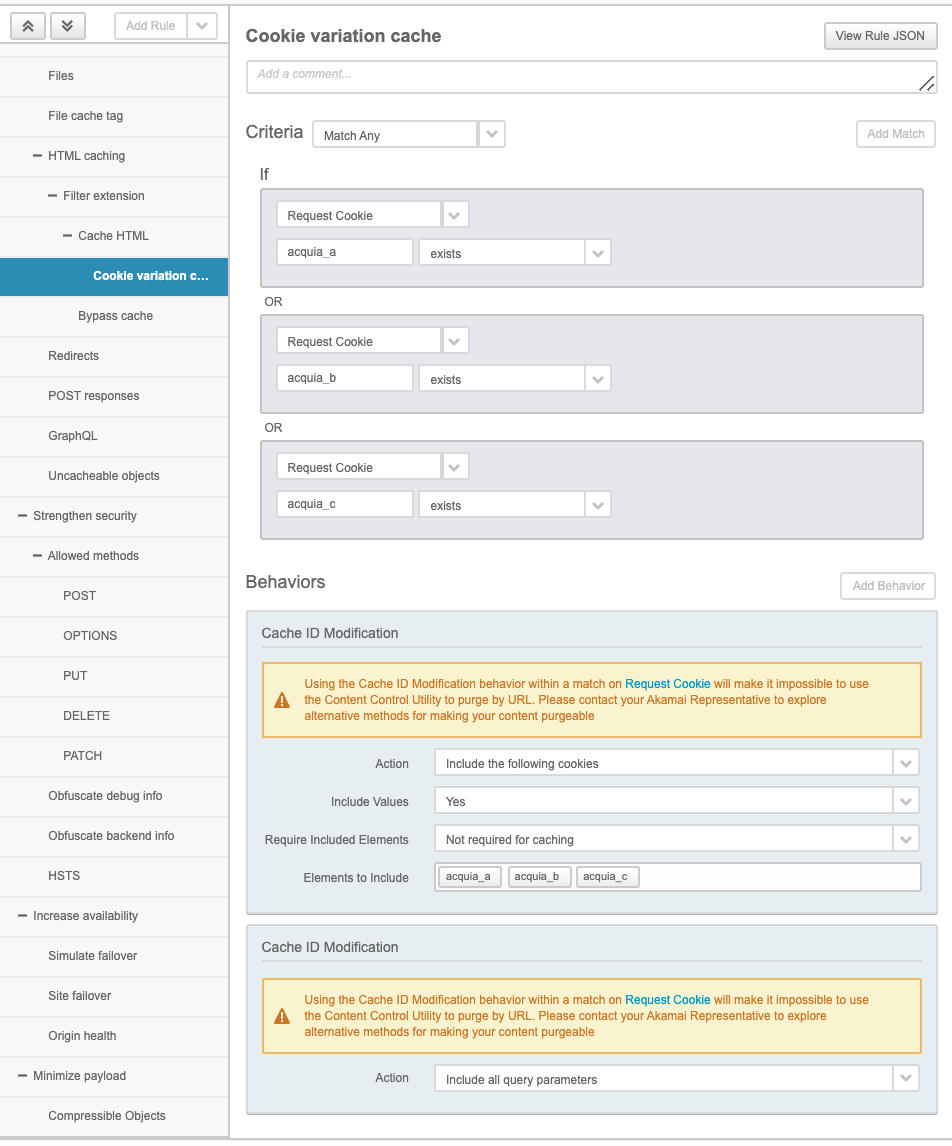 Add Rule
Files
File cache tag
HTML caching
Filter extension
Cache HTML
Cookie variation c...
Bypass cache
Redirects
POST responses
GraphQL
Uncacheable objects
Strengthen security
Allowed methods
POST
OPTIONS
PUT
DELETE
PATCH
Obfuscate debug info
Obfuscate backend info
HSTS
Increase availability
Simulate failover
Site failover
Origin health
Minimize payload
Compressible Objects
Cookie variation cache
View Rule JSON
Add a comment...
Criteria Match Any Add Match
If
Request Cookie
acquia_a exists
OR
Request Cookie
acquia_b exists
OR
Request Cookie
acquia_c exists
Behaviors Add Behavior
Cache ID Modification
Using the Cache ID Modification behavior within a match on Request Cookie will make it impossible to use
the Content Control Utility to purge by URL. Please contact your Akamai Representative to explore
alternative methods for making your content purgeable
Action Include the following cookies
Include Values Yes
Require Included Elements Not required for caching
Elements to Include acquia_a acquia_b acquia_c
Cache ID Modification
Using the Cache ID Modification behavior within a match on Request Cookie will make it impossible to use
the Content Control Utility to purge by URL. Please contact your Akamai Representative to explore
alternative methods for making your content purgeable
Action Include all query parameters